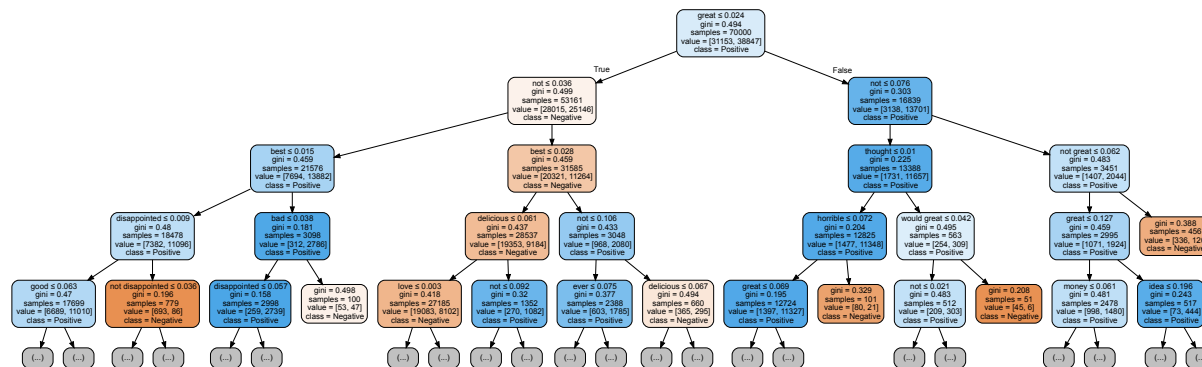 great ≤ 0.024
gini = 0.494
samples = 70000
value = [31153, 38847]
class = Positive
True
False
not ≤ 0.036
gini = 0.499
samples = 53161
value = [28015, 25146]
class = Negative
not ≤ 0.076
gini = 0.303
samples = 16839
value = [3138, 13701]
class = Positive
best ≤ 0.015
gini = 0.459
samples = 21576
value = [7694, 13882]
class = Positive
best ≤ 0.028
gini = 0.459
samples = 31585
value = [20321, 11264]
class = Negative
thought ≤ 0.01
gini = 0.225
samples = 13388
value = [1731, 11657]
class = Positive
not great ≤ 0.062
gini = 0.483
samples = 3451
value = [1407, 2044]
class = Positive
disappointed ≤ 0.009
gini = 0.48
samples = 18478
value = [7382, 11096]
class = Positive
bad ≤ 0.038
gini = 0.181
samples = 3098
value = [312, 2786]
class = Positive
delicious ≤ 0.061
gini = 0.437
samples = 28537
value = [19353, 9184]
class = Negative
not ≤ 0.106
gini = 0.433
samples = 3048
value = [968, 2080]
class = Positive
horrible ≤ 0.072
gini = 0.204
samples = 12825
value = [1477, 11348]
class = Positive
would great ≤ 0.042
gini = 0.495
samples = 563
value = [254, 309]
class = Positive
great ≤ 0.127
gini = 0.459
samples = 2995
value = [1071, 1924]
class = Positive
gini = 0.388
samples = 456
value = [336, 120
class = Negative
good ≤ 0.063
gini = 0.47
samples = 17699
value = [6689, 11010]
class = Positive
not disappointed ≤ 0.036
gini = 0.196
samples = 779
value = [693, 86]
class = Negative
disappointed ≤ 0.057
gini = 0.158
samples = 2998
value = [259, 2739]
class = Positive
gini = 0.498
samples = 100
value = [53, 47]
class = Negative
love ≤ 0.003
gini = 0.418
samples = 27185
value = [19083, 8102]
class = Negative
not ≤ 0.092
gini = 0.32
samples = 1352
value = [270, 1082]
class = Positive
ever ≤ 0.075
gini = 0.377
samples = 2388
value = [603, 1785]
class = Positive
delicious ≤ 0.067
gini = 0.494
samples = 660
value = [365, 295]
class = Negative
great ≤ 0.069
gini = 0.195
samples = 12724
value = [1397, 11327]
class = Positive
gini = 0.329
samples = 101
value = [80, 21]
class = Negative
not ≤ 0.021
gini = 0.483
samples = 512
value = [209, 303]
class = Positive
gini = 0.208
samples = 51
value = [45, 6]
class = Negative
money ≤ 0.061
gini = 0.481
samples = 2478
value = [998, 1480]
class = Positive
idea ≤ 0.196
gini = 0.243
samples = 517
value = [73, 444]
class = Positive
(...) (...) (...) (...) (...) (...) (...) (...) (...) (...) (...) (...) (...) (...) (...) (...) (...) (...) (...) (...) (...) (...)